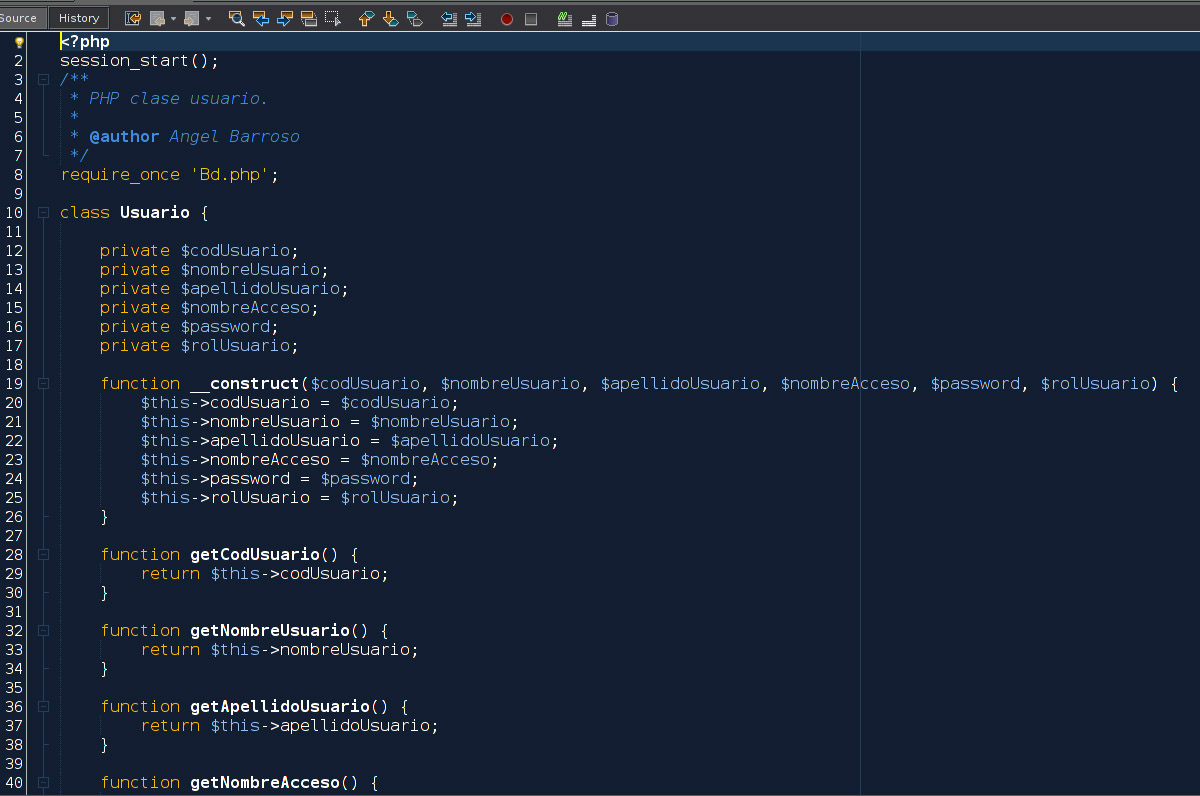 Source History
<?php
2 session_start();
3 /**
4  * PHP clase usuario.
5  *
6  * @author Angel Barroso
7  */
8 require_once 'Bd.php';
9
10 class Usuario {
11
12     private $codUsuario;
13     private $nombreUsuario;
14     private $apellidoUsuario;
15     private $nombreAcceso;
16     private $password;
17     private $rolUsuario;
18
19     function __construct($codUsuario, $nombreUsuario, $apellidoUsuario, $nombreAcceso, $password, $rolUsuario) {
20         $this->codUsuario = $codUsuario;
21         $this->nombreUsuario = $nombreUsuario;
22         $this->apellidoUsuario = $apellidoUsuario;
23         $this->nombreAcceso = $nombreAcceso;
24         $this->password = $password;
25         $this->rolUsuario = $rolUsuario;
26     }
27
28     function getCodUsuario() {
29         return $this->codUsuario;
30     }
31
32     function getNombreUsuario() {
33         return $this->nombreUsuario;
34     }
35
36     function getApellidoUsuario() {
37         return $this->apellidoUsuario;
38     }
39
40     function getNombreAcceso() {